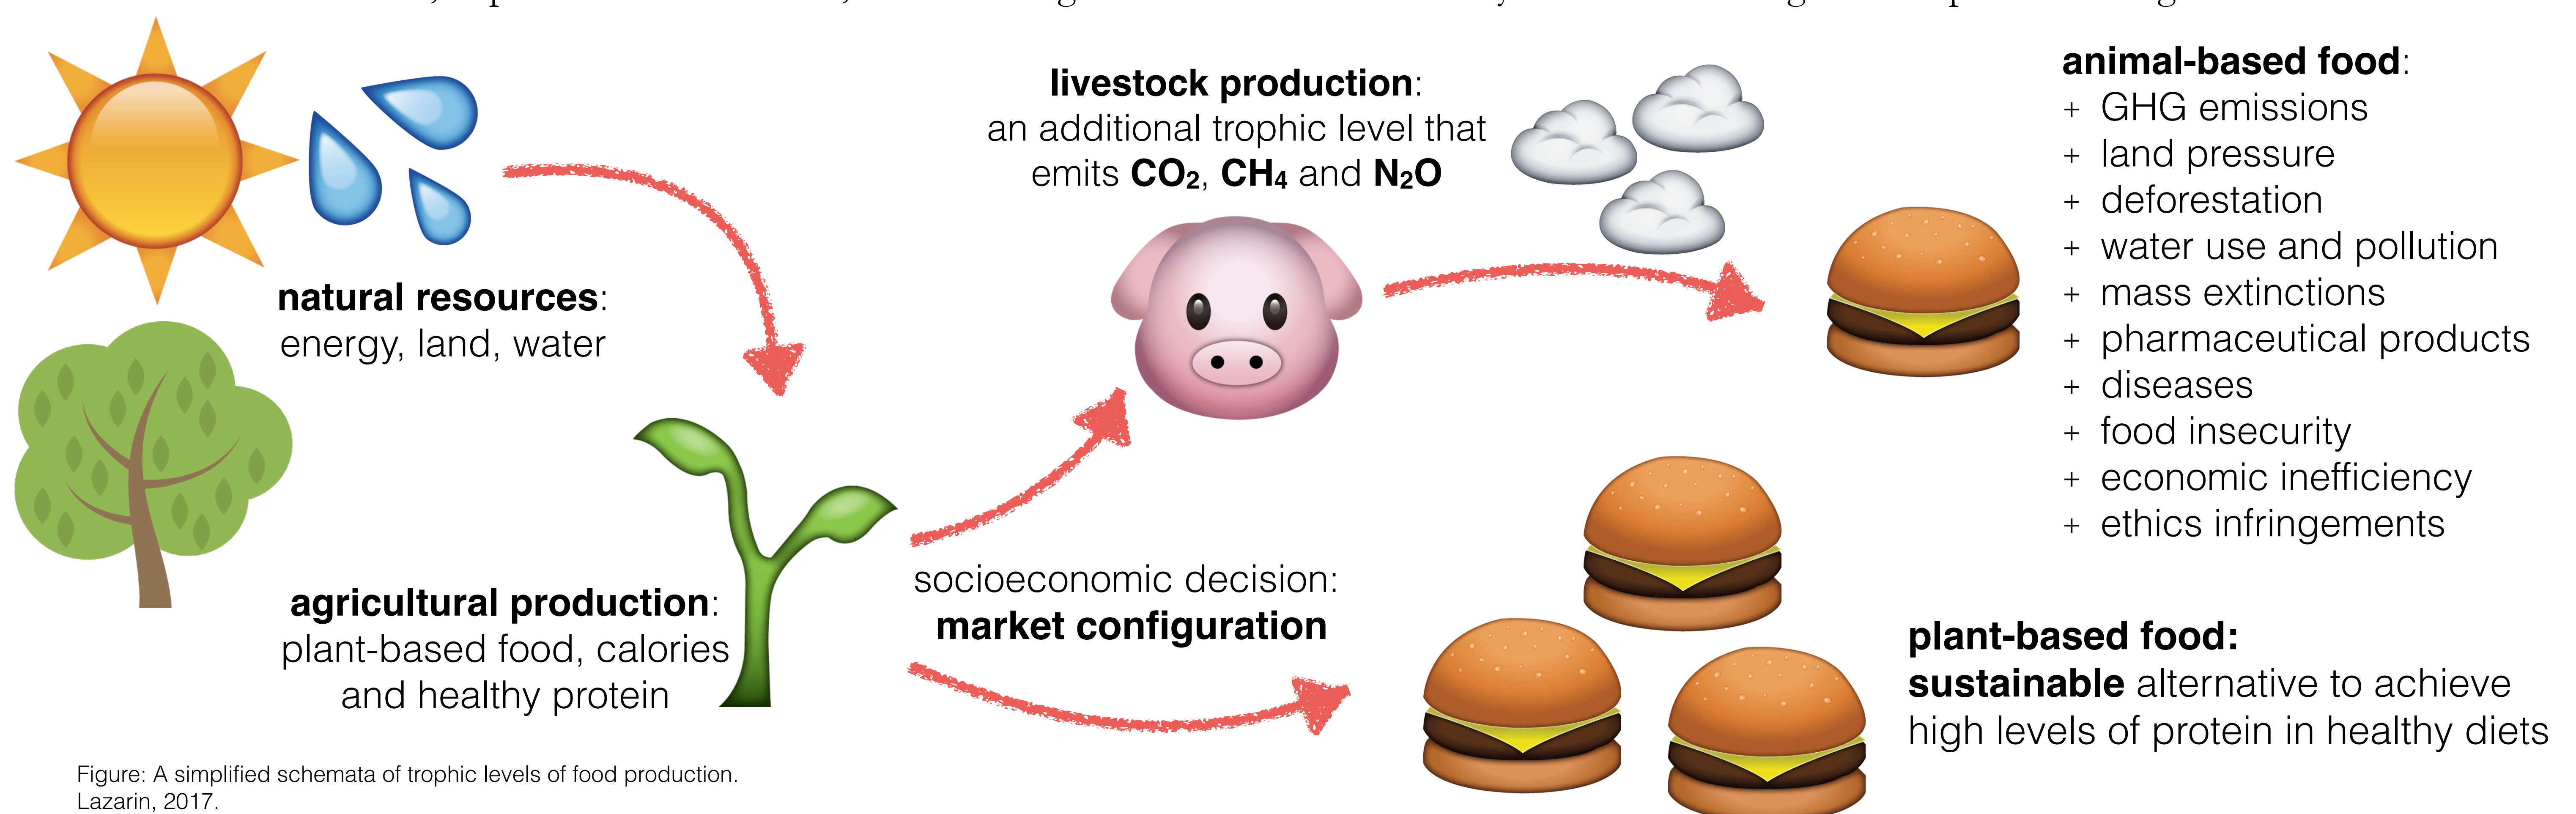 natural resources:
energy, land, water
agricultural production:
plant-based food, calories
and healthy protein
livestock production:
an additional trophic level that
emits CO₂, CH₄ and N₂O
socioeconomic decision:
market configuration
animal-based food:
+ GHG emissions
+ land pressure
+ deforestation
+ water use and pollution
+ mass extinctions
+ pharmaceutical products
+ diseases
+ food insecurity
+ economic inefficiency
+ ethics infringements
plant-based food:
sustainable alternative to achieve
high levels of protein in healthy diets
Figure: A simplified schemata of trophic levels of food production.
Lazarin, 2017.